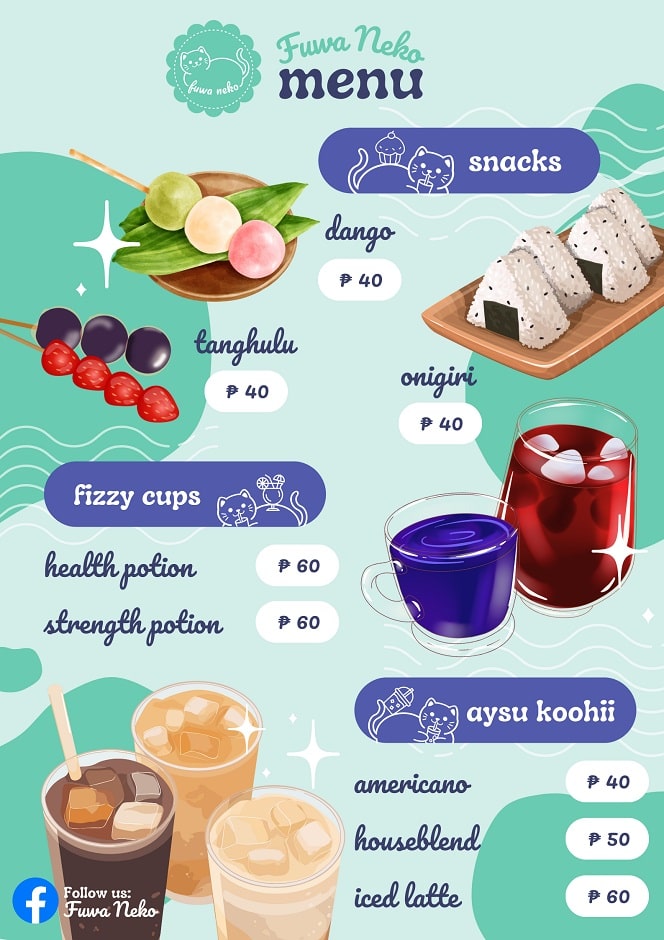 fuwa neko
Fuwa Neko
menu
snacks
dango
₱ 40
tanghulu
₱ 40
onigiri
₱ 40
fizzy cups
health potion
₱ 60
strength potion
₱ 60
aysu koohii
americano
₱ 40
houseblend
₱ 50
iced latte
₱ 60
Follow us:
Fuwa Neko